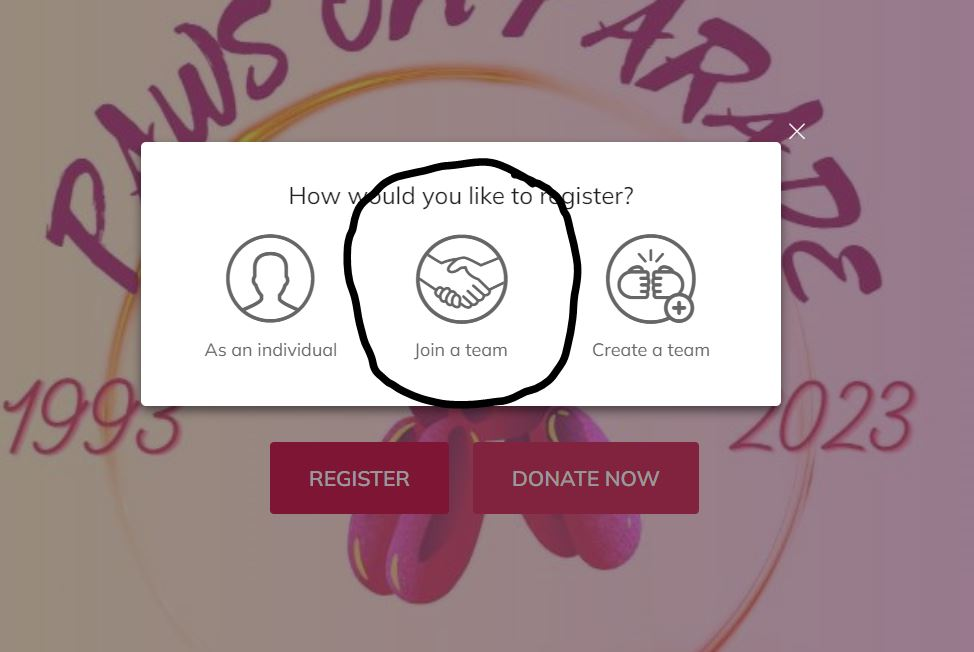 PAWS ON PARADE
How would you like to register?
As an individual
Join a team
Create a team
1993
2023
REGISTER
DONATE NOW